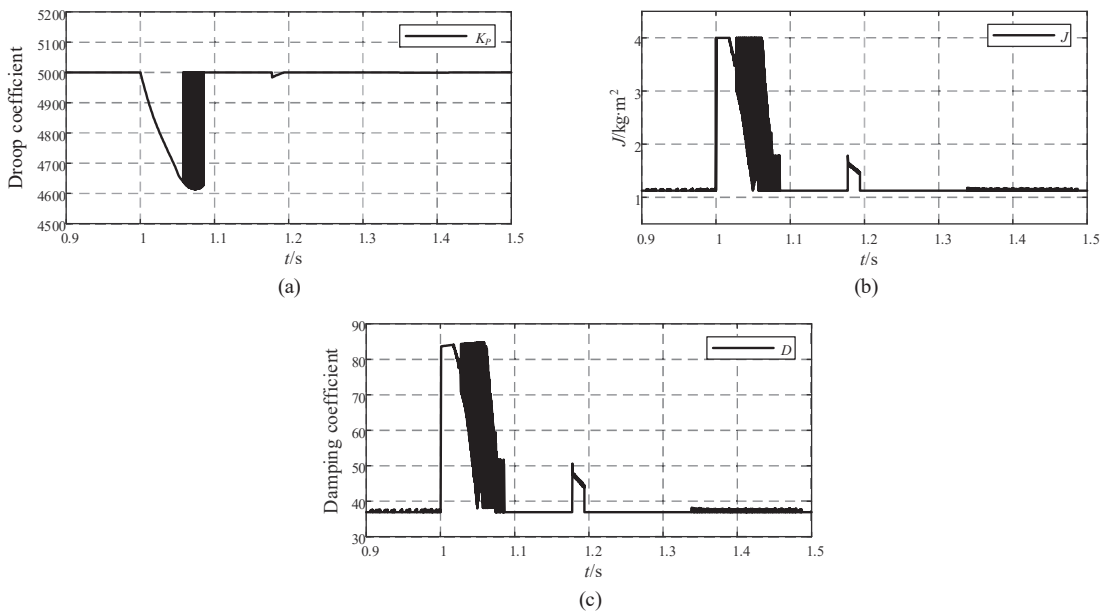 5200
5100
5000
4900
4800
4700
4600
4500
Droop coefficient
K_P
0.9 1 1.1 1.2 1.3 1.4 1.5
t/s
(a)
4
3
2
1
J/kg·m²
J
0.9 1 1.1 1.2 1.3 1.4 1.5
t/s
(b)
90
80
70
60
50
40
30
Damping coefficient
D
0.9 1 1.1 1.2 1.3 1.4 1.5
t/s
(c)